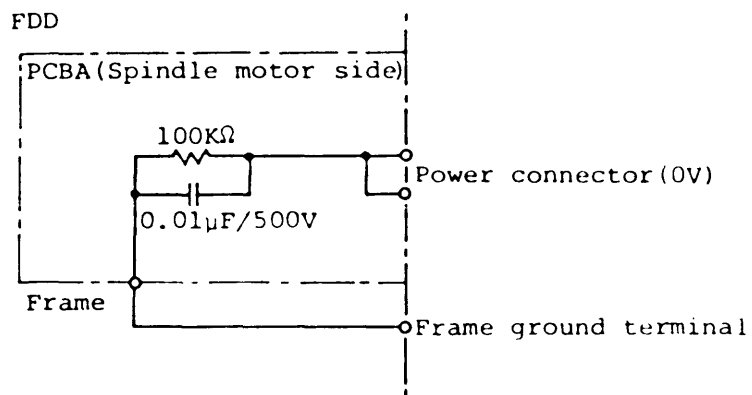 FDD
PCBA(Spindle motor side)
100KΩ
Power connector(0V)
0.01µF/500V
Frame
Frame ground terminal